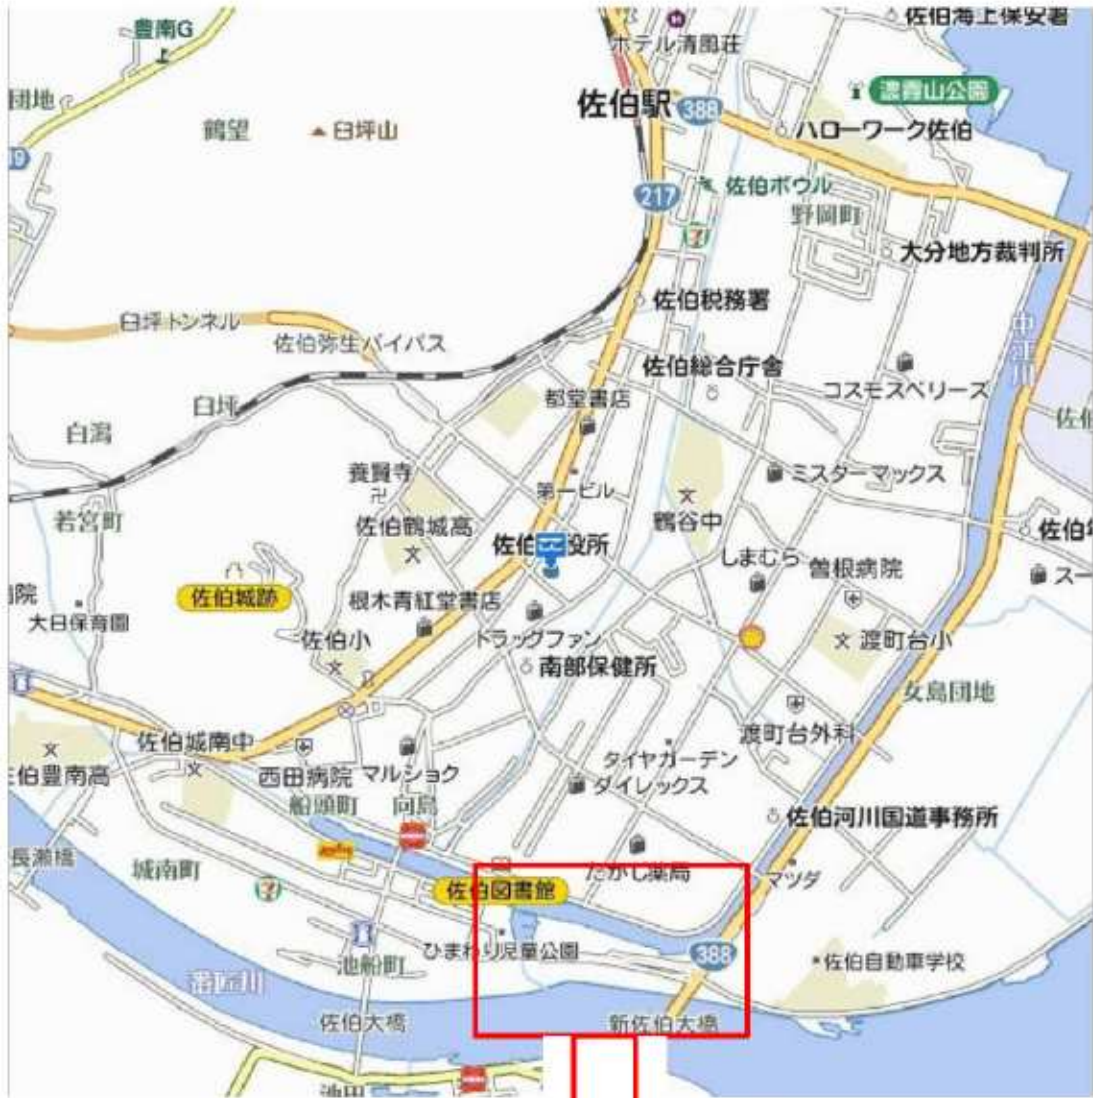 佐伯海上保安署
豊南G
ホテル清風荘
団地
濃霞山公園
佐伯駅
388
鶴望
臼坪山
ハローワーク佐伯
217
佐伯ボウル
野岡町
大分地方裁判所
佐伯税務署
臼坪トンネル
佐伯弥生バイパス
中江川
佐伯総合庁舎
コスモスベリーズ
都堂書店
臼坪
白潟
佐伯
養賢寺
ミスターマックス
第一ビル
若宮町
佐伯鶴城高
鶴谷中
佐伯
役所
しまむら
曽根病院
スー
病院
佐伯城跡
根木青紅堂書店
大日保育園
佐伯小
ドラッグファン
渡町台小
南部保健所
女島団地
渡町台外科
佐伯城南中
タイヤガーデン
佐伯豊南高
西田病院
マルショク
ダイレックス
船頭町
向島
佐伯河川国道事務所
長瀬橋
城南町
たかし薬局
マツダ
佐伯図書館
ひまわり児童公園
388
佐伯自動車学校
池船町
番匠川
佐伯大橋
新佐伯大橋
池田